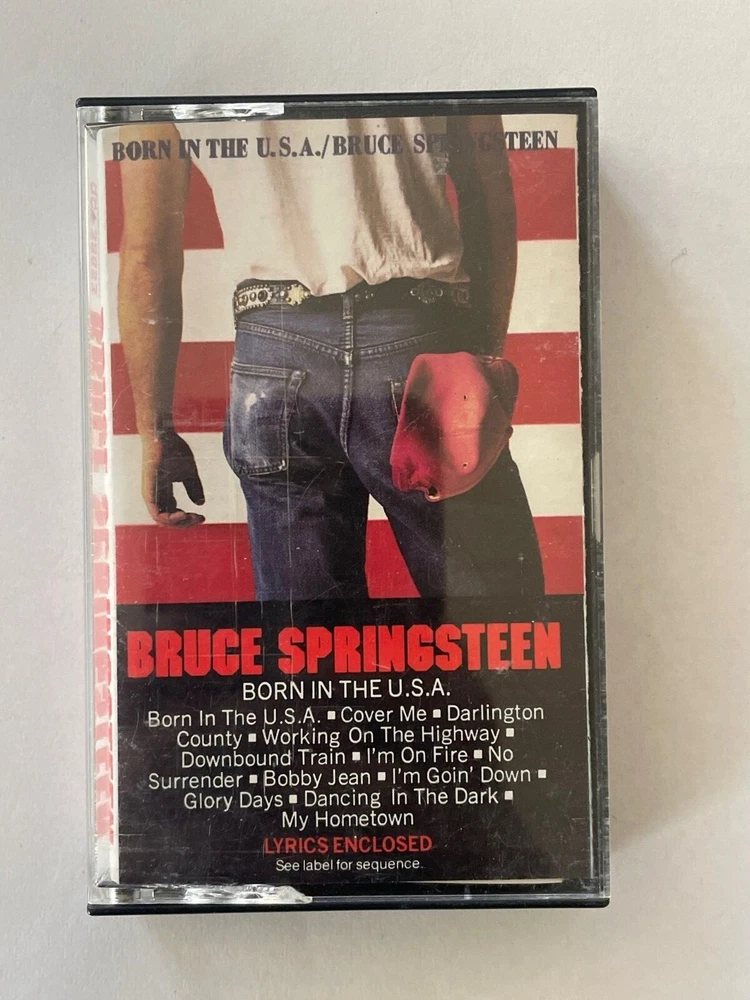 BORN IN THE U.S.A./BRUCE SPRINGSTEEN
BRUCE SPRINGSTEEN
BORN IN THE U.S.A.
Born In The U.S.A. ▪ Cover Me ▪ Darlington
County ▪ Working On The Highway ▪
Downbound Train ▪ I'm On Fire ▪ No
Surrender ▪ Bobby Jean ▪ I'm Goin' Down ▪
Glory Days ▪ Dancing In The Dark ▪
My Hometown
LYRICS ENCLOSED
See label for sequence.
BRUCE SPRINGSTEEN